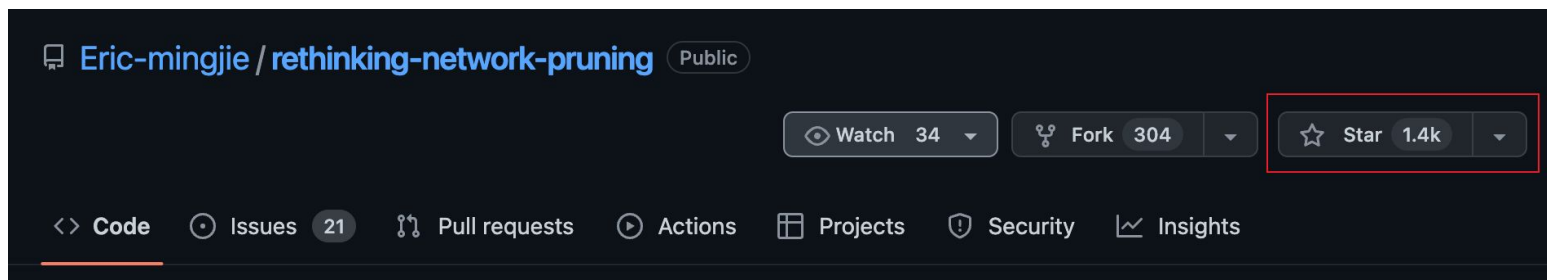 Eric-mingjie / rethinking-network-pruning Public
Watch 34 Fork 304 Star 1.4k
Code Issues 21 Pull requests Actions Projects Security Insights